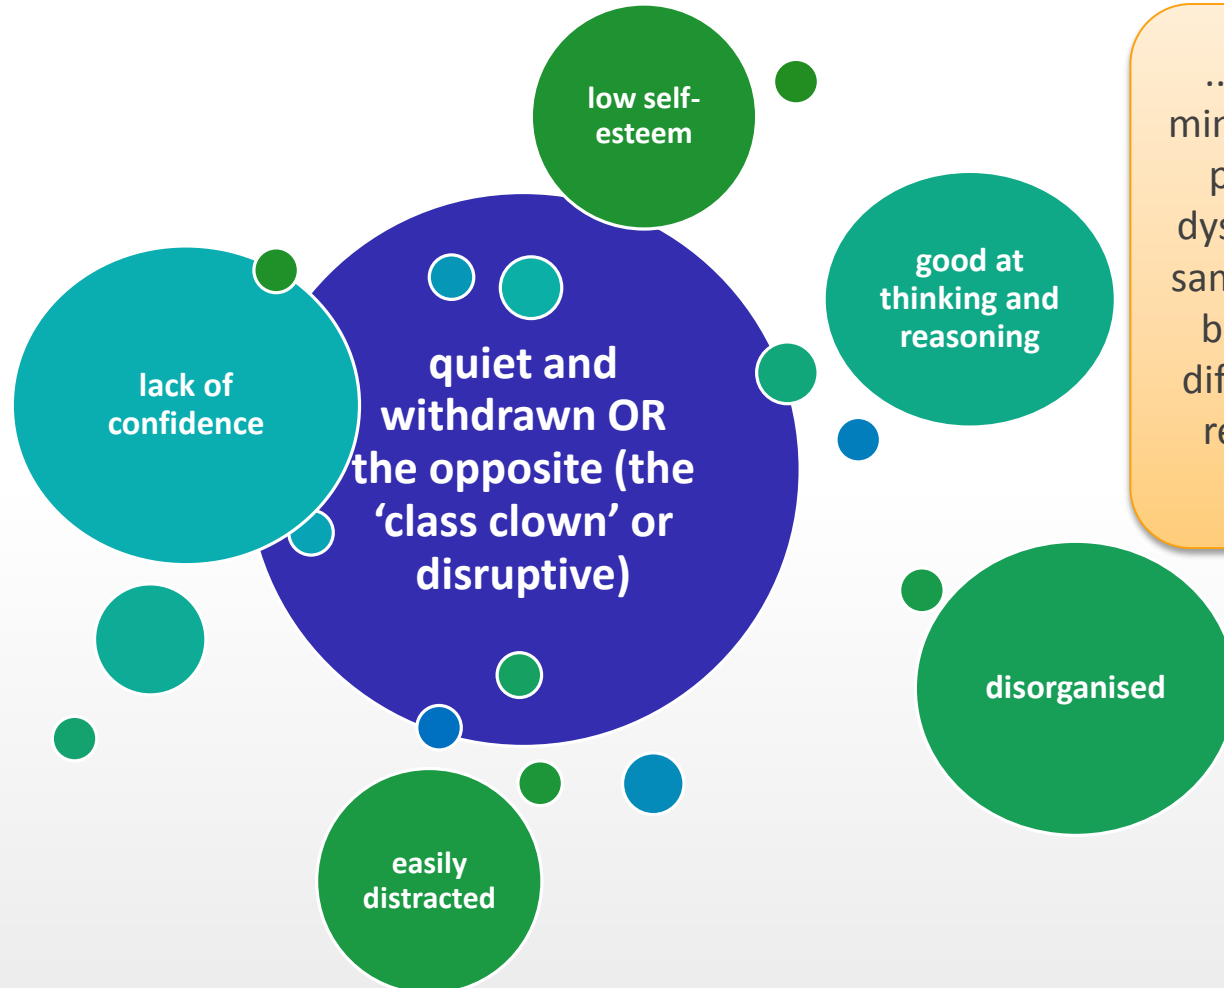 low self-
esteem
good at
thinking and
reasoning
lack of
confidence
quiet and
withdrawn OR
the opposite (the
‘class clown’ or
disruptive)
disorganised
easily
distracted